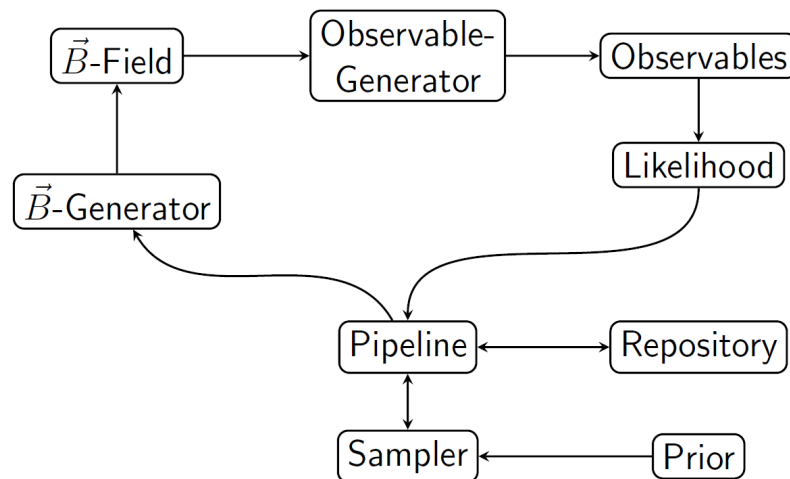 Observable-
Generator
B⃗-Field
Observables
Likelihood
B⃗-Generator
Pipeline
Repository
Sampler
Prior